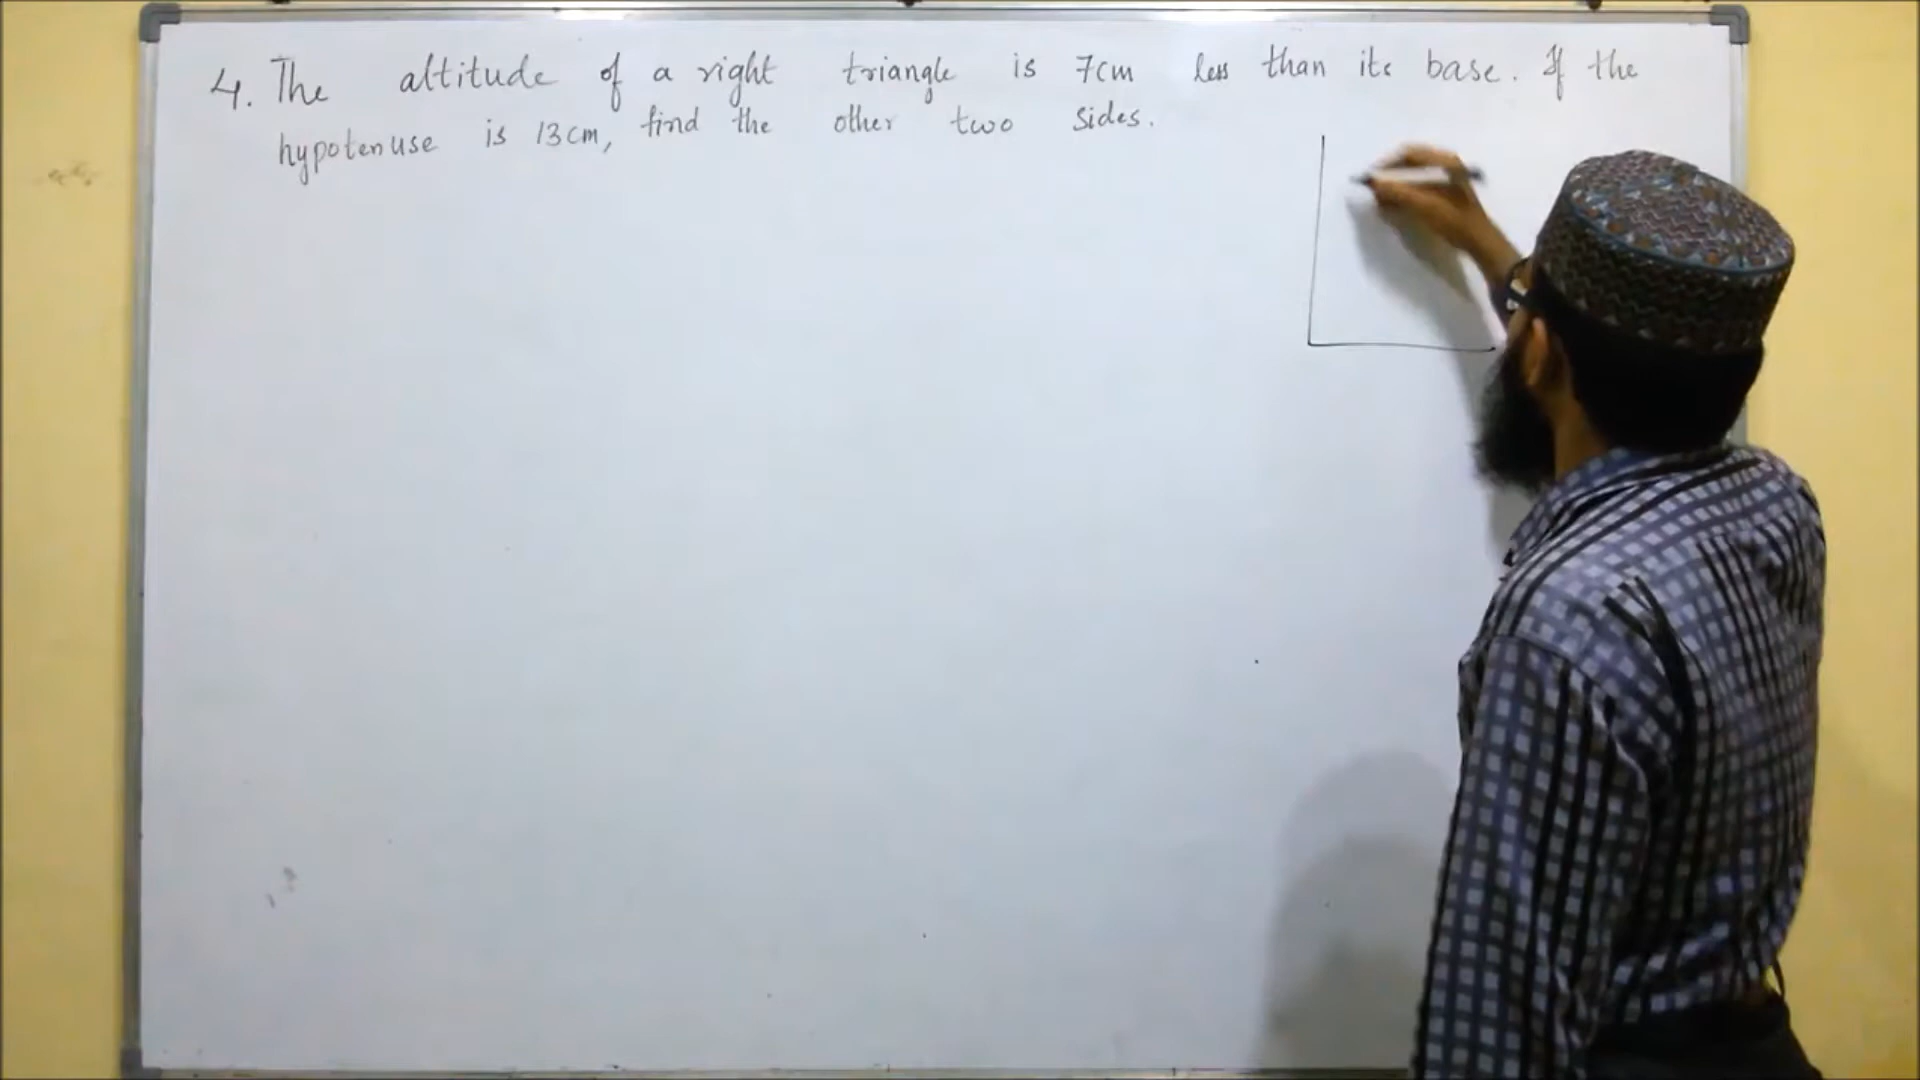 4. The altitude of a right triangle is 7cm less than its base. If the
hypotenuse is 13cm, find the other two sides.